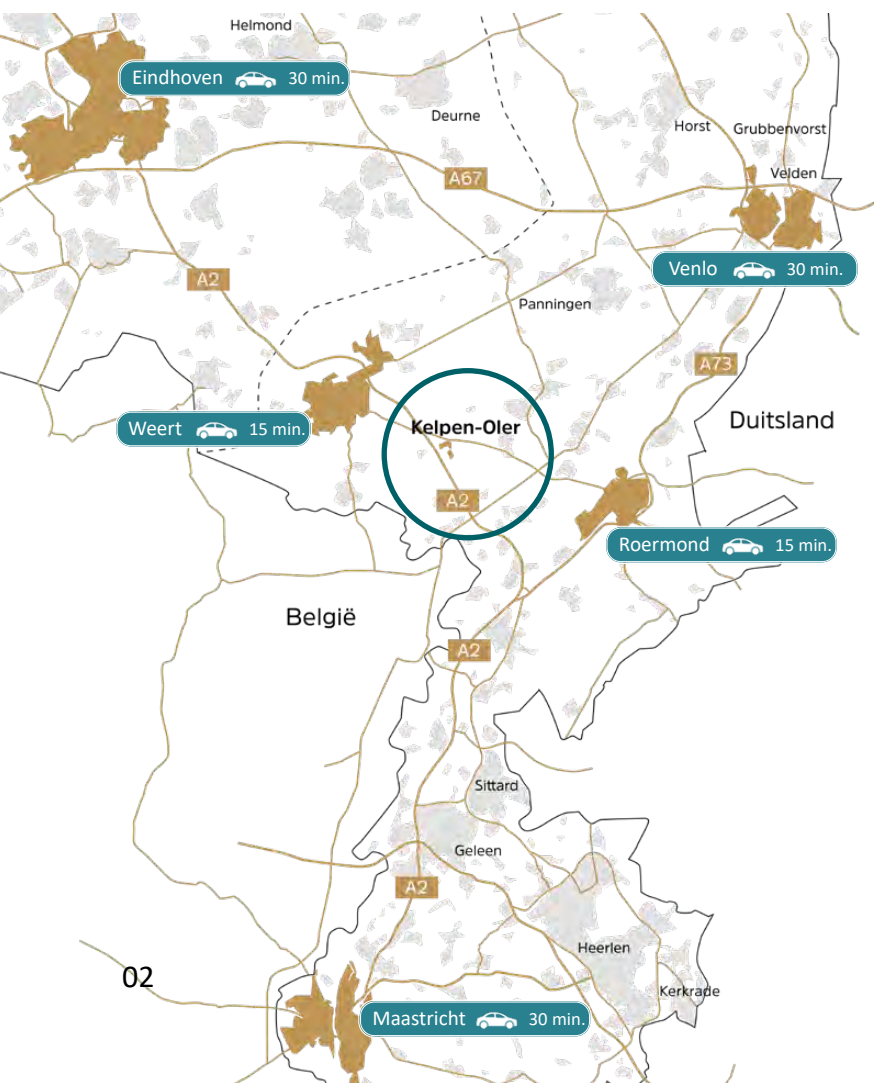 Helmond
Eindhoven 30 min.
Deurne
Horst
Grubbenvorst
A67
Velden
Venlo 30 min.
A2
Panningen
A73
Weert 15 min.
Kelpen-Oler
Duitsland
A2
Roermond 15 min.
België
A2
Sittard
Geleen
A2
Heerlen
02
Kerkrade
Maastricht 30 min.